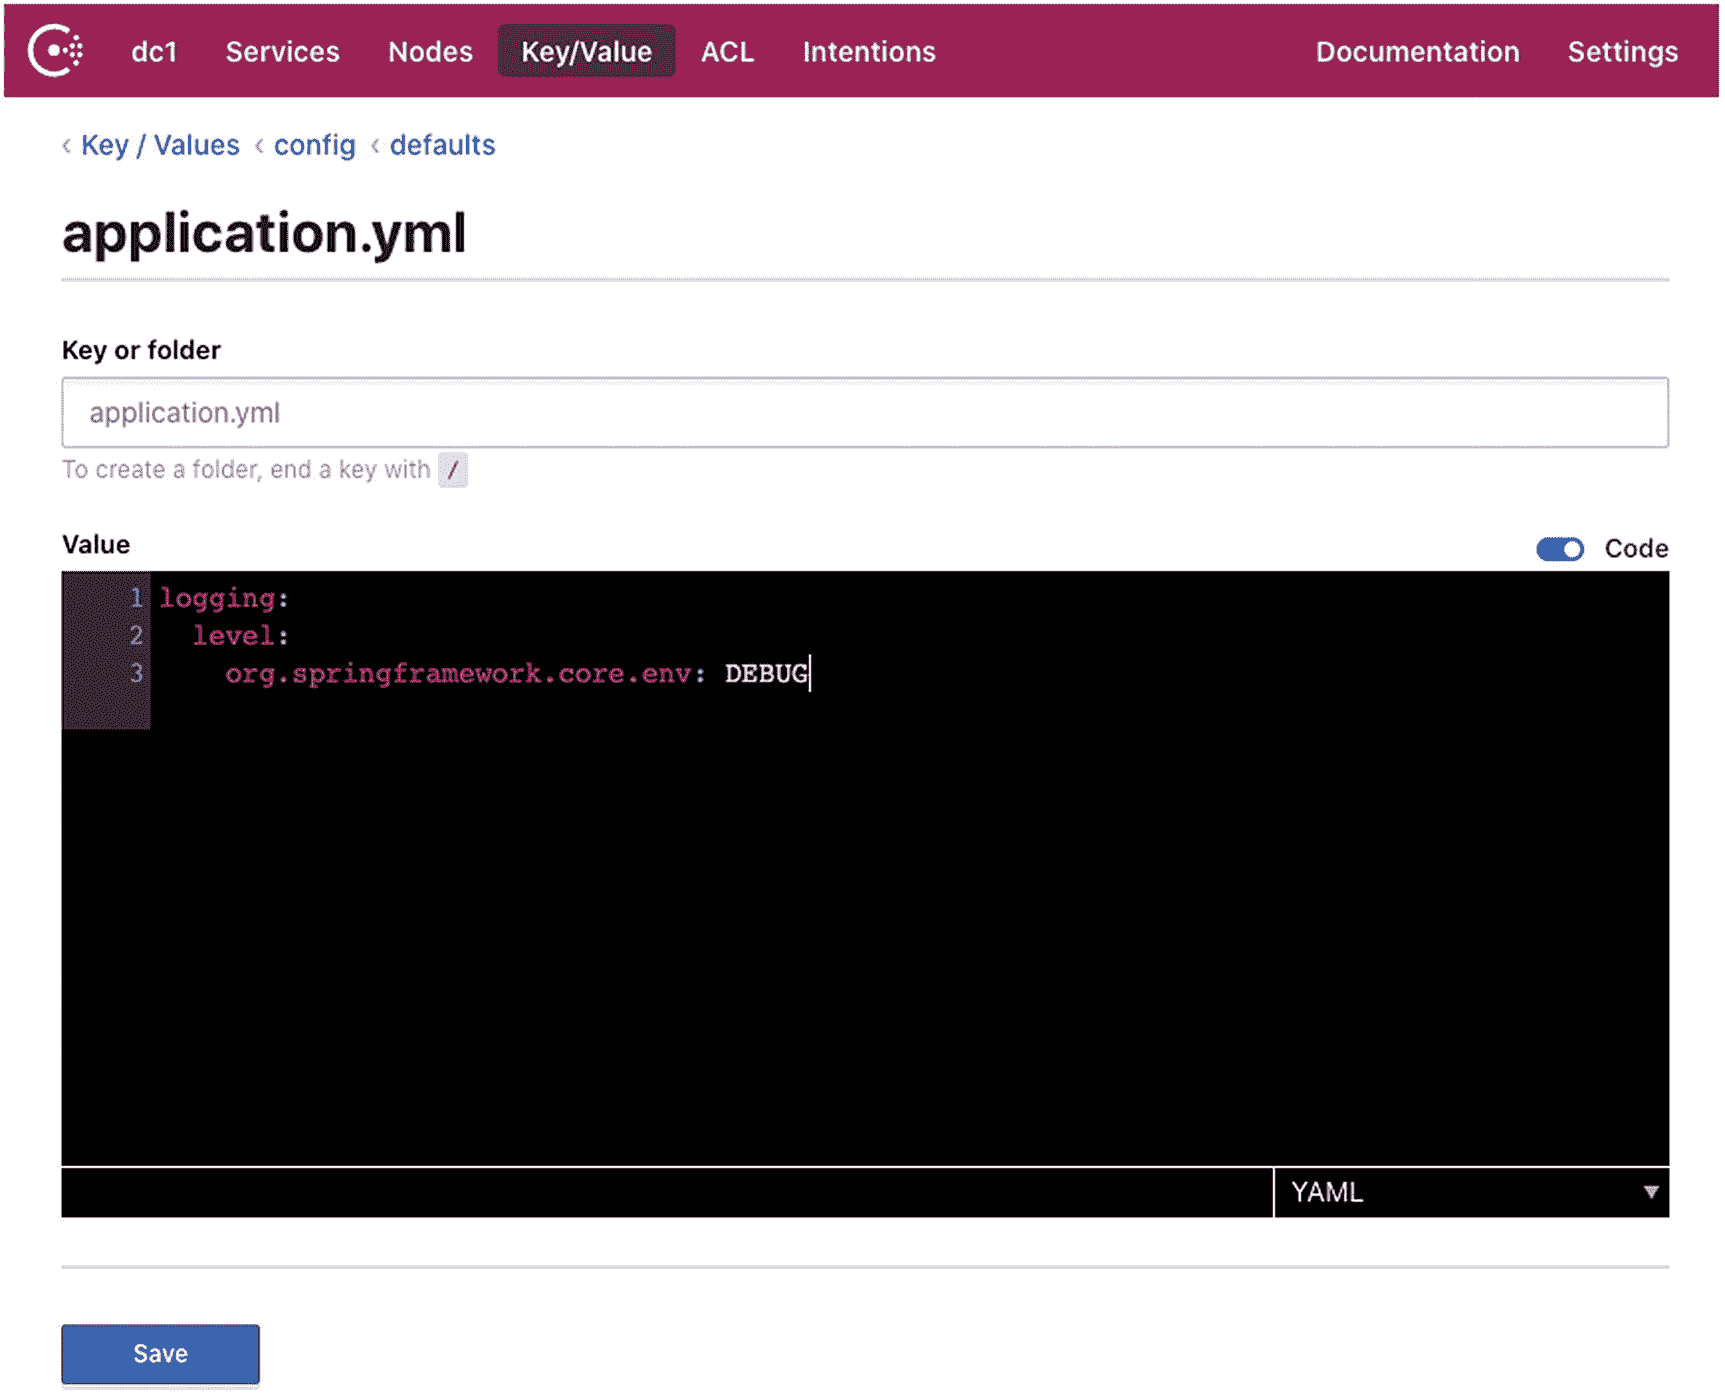 dc1 Services Nodes Key/Value ACL Intentions Documentation Settings
‹ Key / Values ‹ config ‹ defaults
application.yml
Key or folder
application.yml
To create a folder, end a key with /
Value Code
1 logging:
2   level:
3     org.springframework.core.env: DEBUG
YAML
Save